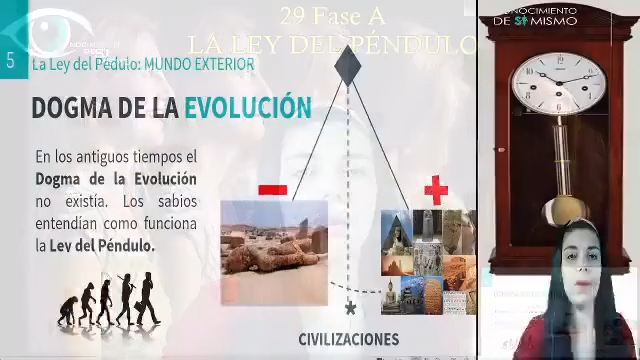 29 Fase A
CONOCIMIENTO
DE SÍ MISMO
LA LEY DEL PÉNDULO
5
La Ley del Pédulo: MUNDO EXTERIOR
DOGMA DE LA EVOLUCIÓN
En los antiguos tiempos el
Dogma de la Evolución
no existía. Los sabios
entendían como funciona
la Ley del Péndulo.
*
CIVILIZACIONES